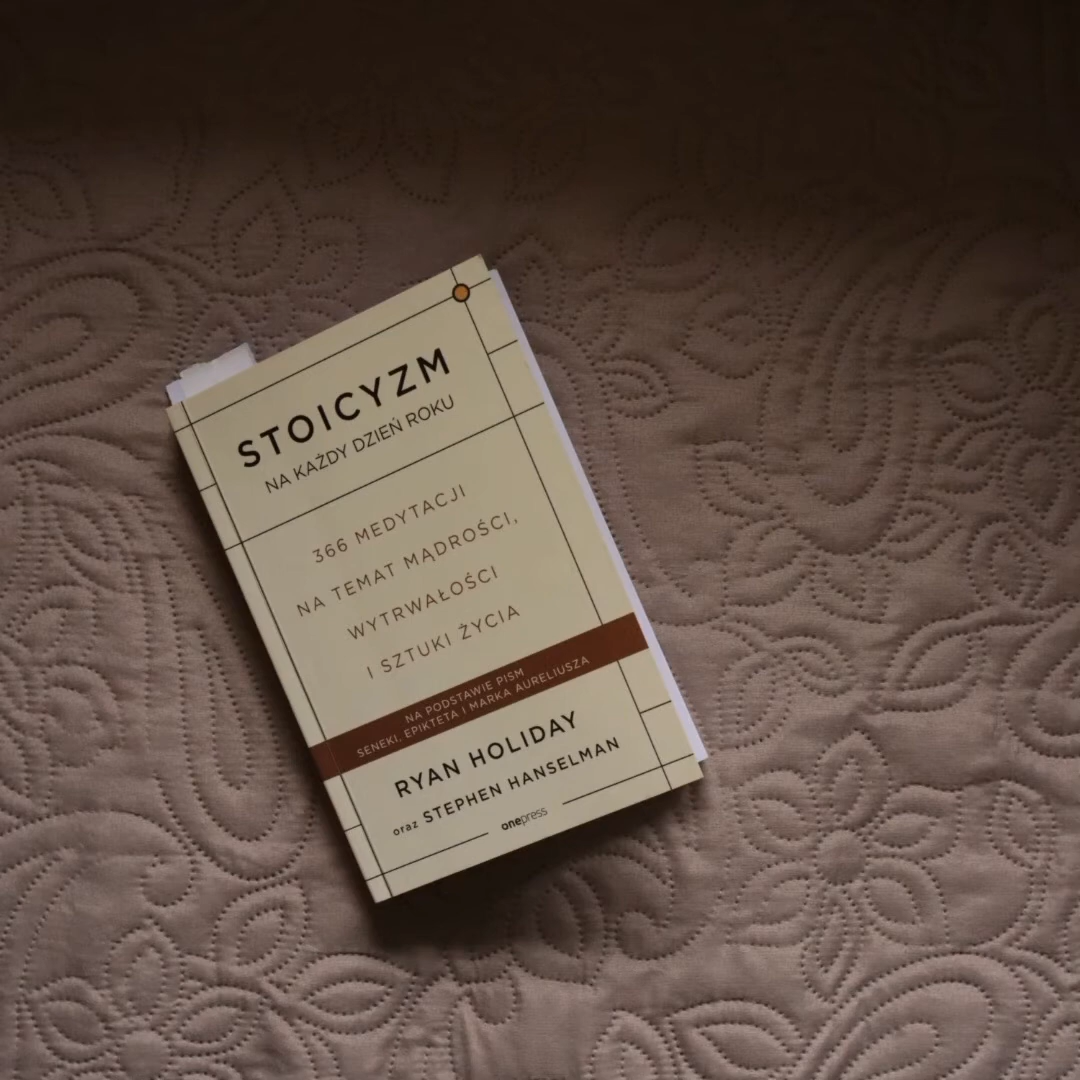 STOICYZM
NA KAŻDY DZIEŃ ROKU
366 MEDYTACJI
NA TEMAT MĄDROŚCI,
WYTRWAŁOŚCI
I SZTUKI ŻYCIA
NA PODSTAWIE PISM
SENEKI, EPIKTETA I MARKA AURELIUSZA
RYAN HOLIDAY
oraz STEPHEN HANSELMAN
onepress